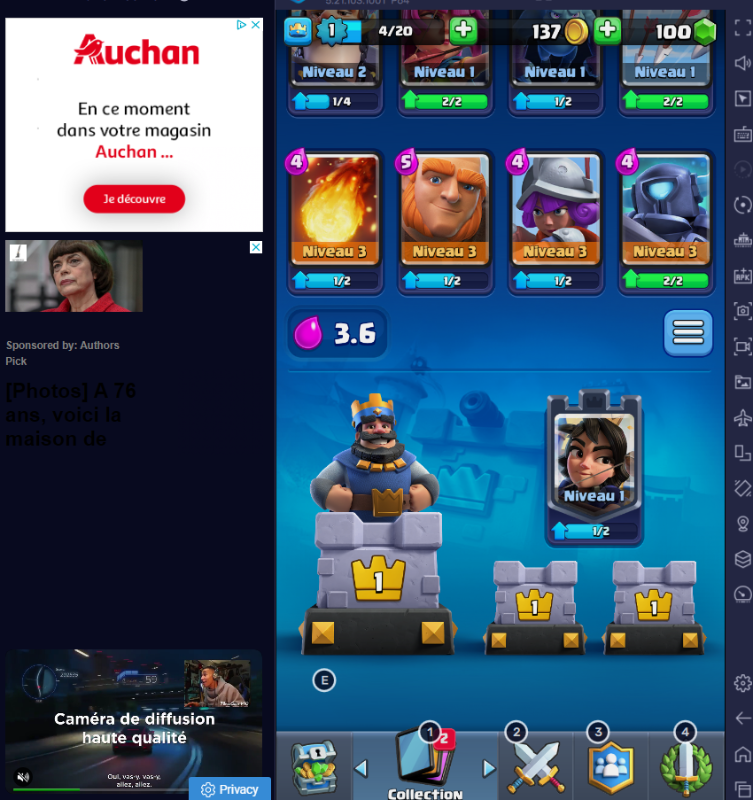 Auchan
En ce moment
dans votre magasin
Auchan ...
Je découvre
Sponsored by: Authors
Pick
[Photos] A 76
ans, voici la
maison de
Caméra de diffusion
haute qualité
Oui, vas-y, vas-y,
allez, allez.
Privacy
1
4/20
137
100
Niveau 2
Niveau 1
Niveau 1
Niveau 1
1/4
2/2
1/2
2/2
4
5
4
4
Niveau 3
Niveau 3
Niveau 3
Niveau 3
1/2
1/2
1/2
2/2
3.6
Niveau 1
1/2
1
1
1
E
1
2
2
3
4
Collection
APK